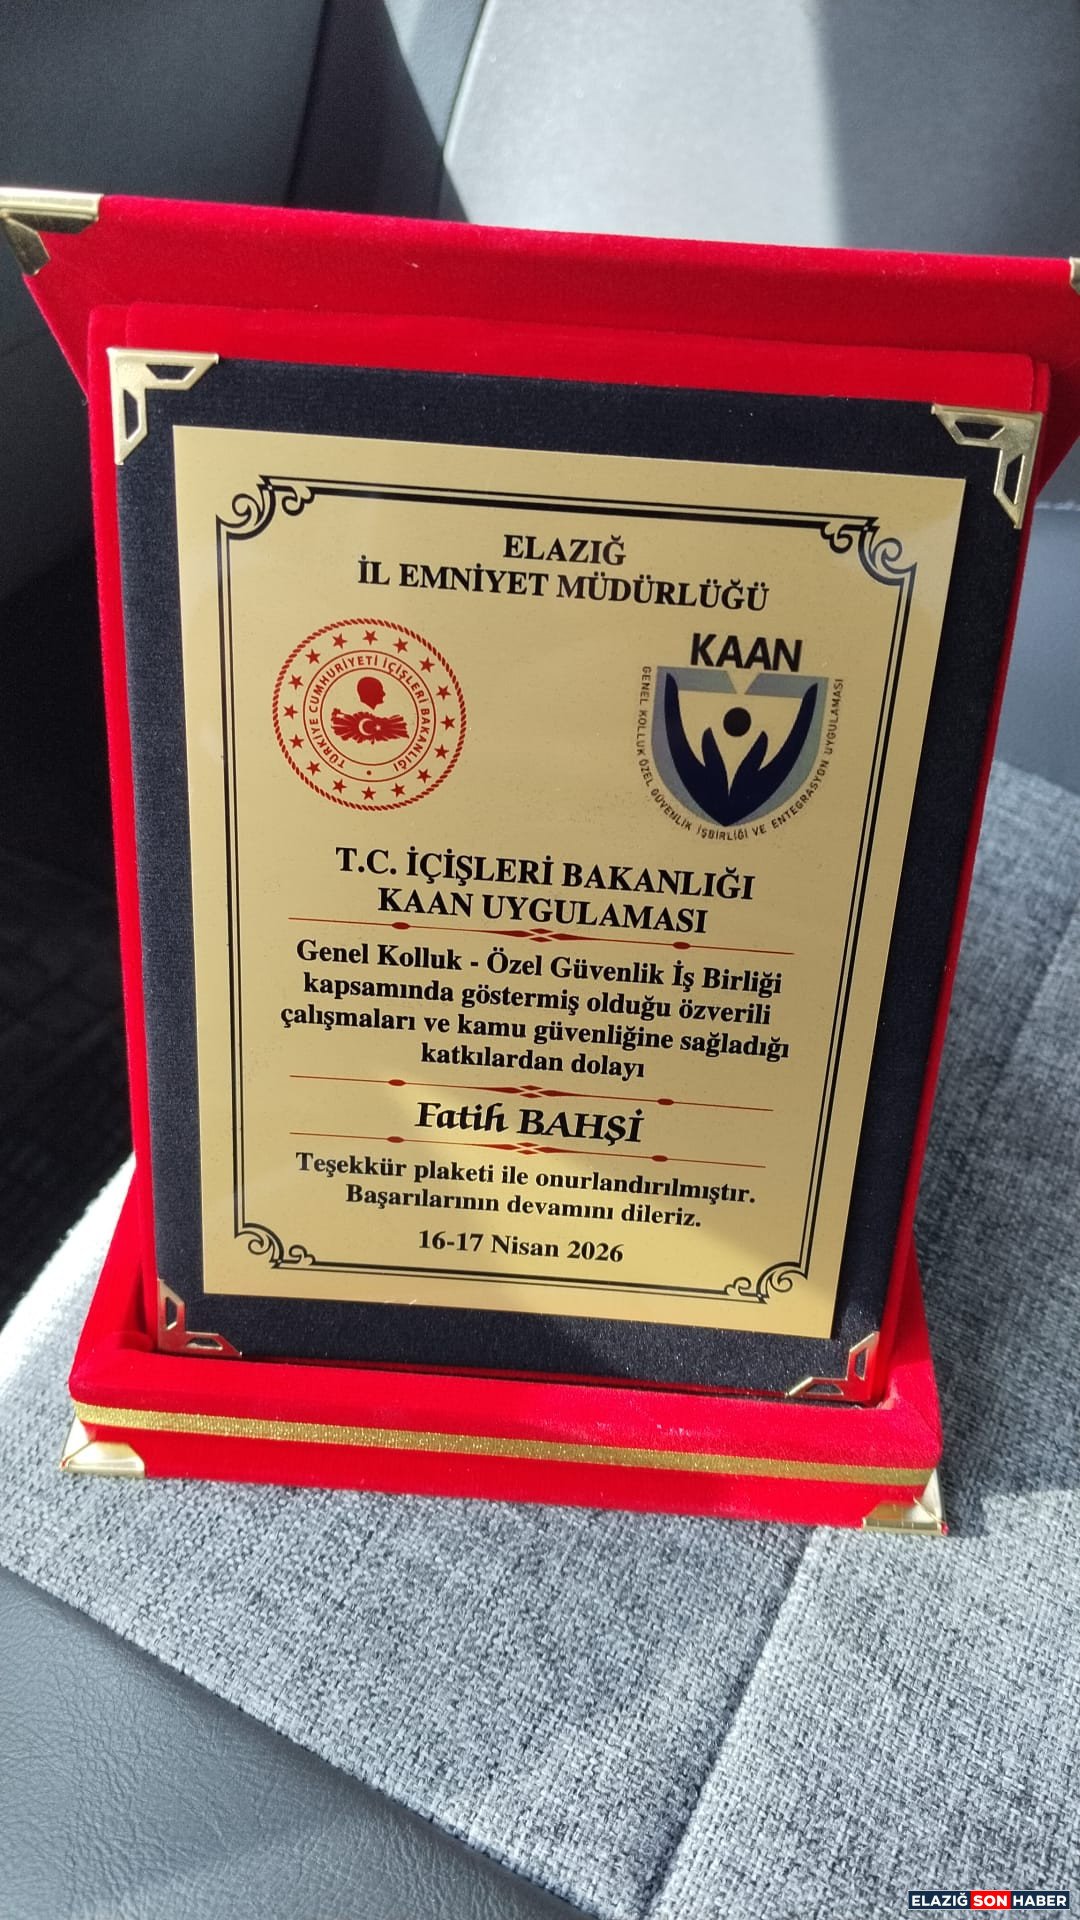 ELAZIĞ
İL EMNİYET MÜDÜRLÜĞÜ
TÜRKİYE CUMHURİYETİ İÇİŞLERİ BAKANLIĞI
KAAN
GENEL KOLLUK ÖZEL GÜVENLİK İŞBİRLİĞİ VE ENTEGRASYON UYGULAMASI
T.C. İÇİŞLERİ BAKANLIĞI
KAAN UYGULAMASI
Genel Kolluk - Özel Güvenlik İş Birliği
kapsamında göstermiş olduğu özverili
çalışmaları ve kamu güvenliğine sağladığı
katkılardan dolayı
Fatih BAHŞİ
Teşekkür plaketi ile onurlandırılmıştır.
Başarılarının devamını dileriz.
16-17 Nisan 2026
ELAZIĞ SON HABER